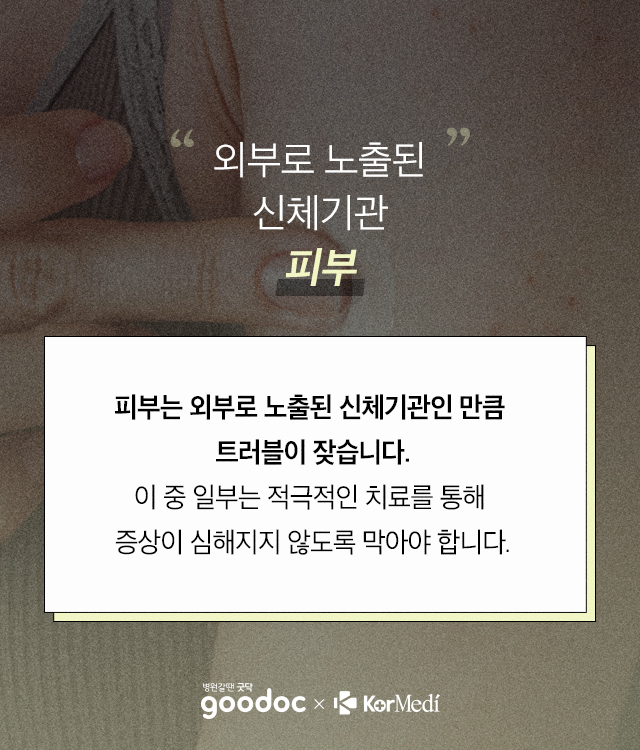 “ 외부로 노출된 ”
신체기관
피부
피부는 외부로 노출된 신체기관인 만큼
트러블이 잦습니다.
이 중 일부는 적극적인 치료를 통해
증상이 심해지지 않도록 막아야 합니다.
병원갈땐 굿닥
goodoc × KorMedi